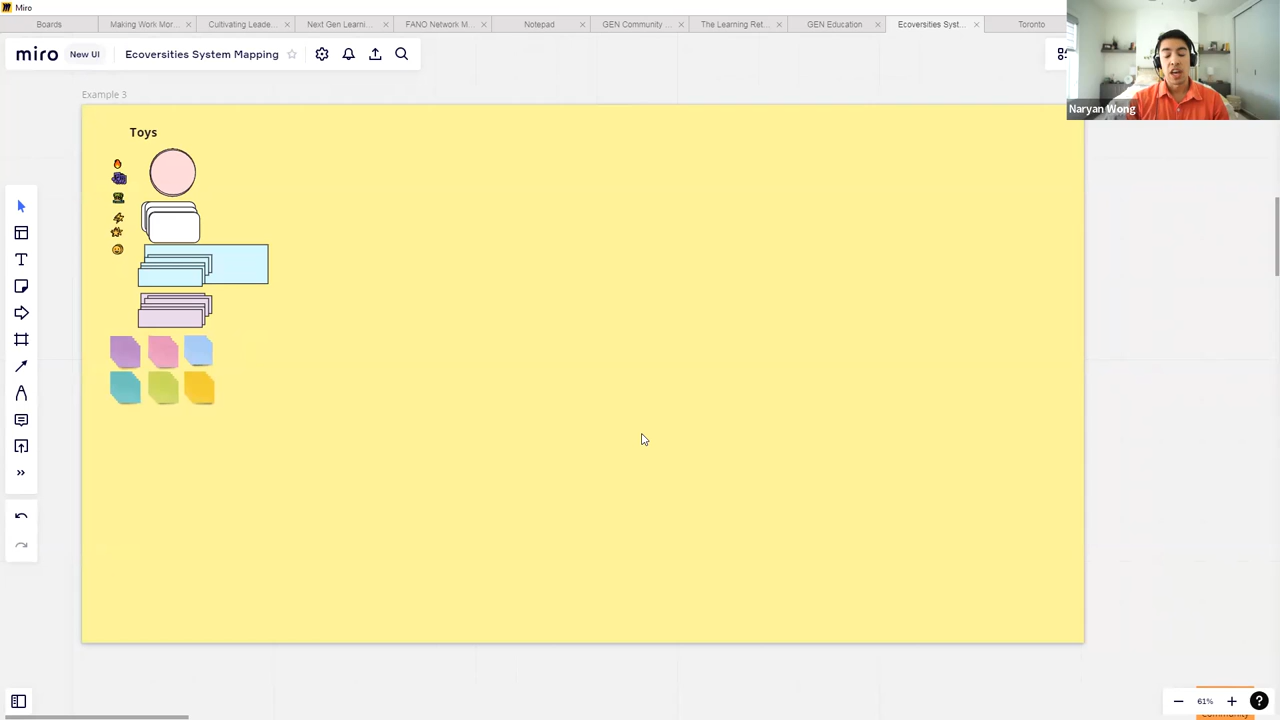 Miro
Boards
Making Work Mor...
Cultivating Leade...
Next Gen Learni...
FANO Network M...
Notepad
GEN Community ...
The Learning Ret...
GEN Education
Ecoversities Syst...
Toronto
miro
New UI
Ecoversities System Mapping
Naryan Wong
Example 3
Toys
T
61%
?
community